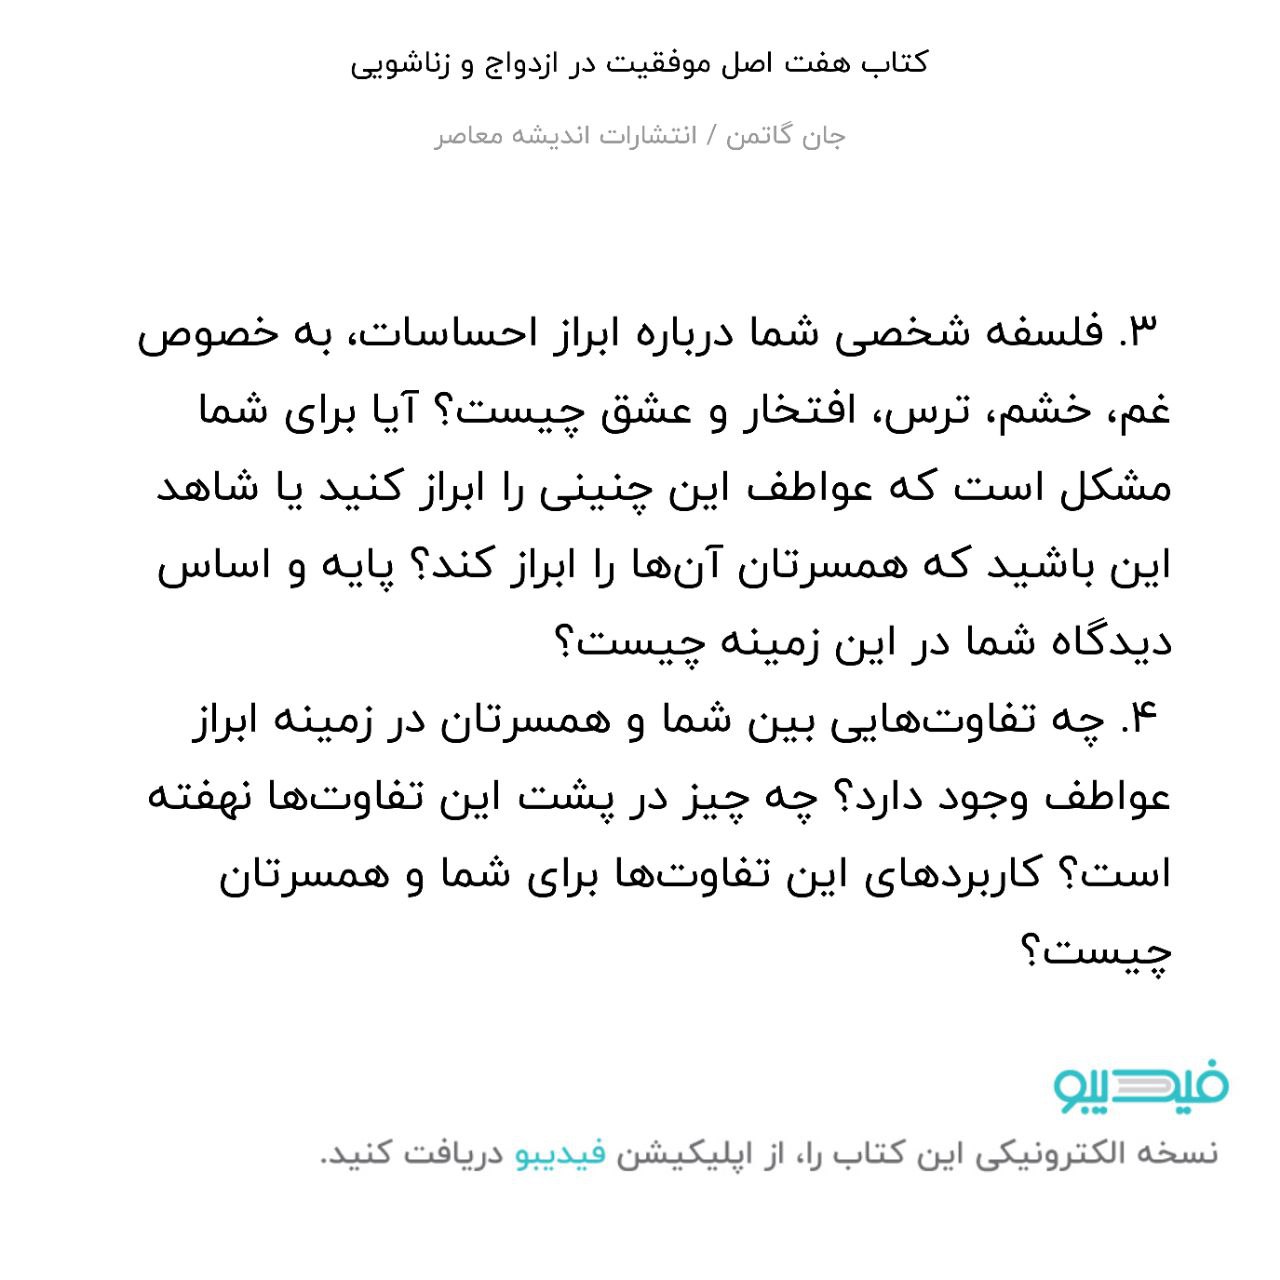 کتاب هفت اصل موفقیت در ازدواج و زناشویی
جان گاتمن / انتشارات اندیشه معاصر
۳. فلسفه شخصی شما درباره ابراز احساسات، به خصوص
غم، خشم، ترس، افتخار و عشق چیست؟ آیا برای شما
مشکل است که عواطف این چنینی را ابراز کنید یا شاهد
این باشید که همسرتان آن‌ها را ابراز کند؟ پایه و اساس
دیدگاه شما در این زمینه چیست؟
۴. چه تفاوت‌هایی بین شما و همسرتان در زمینه ابراز
عواطف وجود دارد؟ چه چیز در پشت این تفاوت‌ها نهفته
است؟ کاربردهای این تفاوت‌ها برای شما و همسرتان
چیست؟
فیدیبو
نسخه الکترونیکی این کتاب را، از اپلیکیشن فیدیبو دریافت کنید.